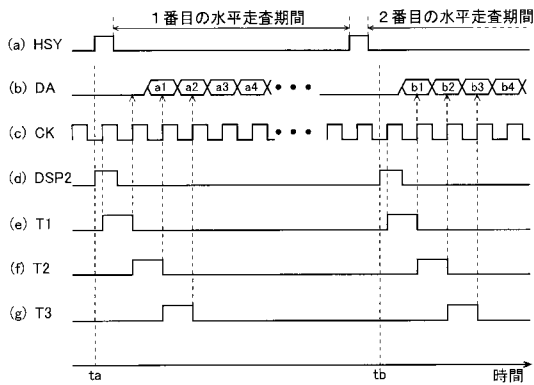 1番目の水平走査期間 2番目の水平走査期間
(a) HSY
(b) DA a1 a2 a3 a4 ••• b1 b2 b3 b4
(c) CK •••
(d) DSP2
(e) T1
(f) T2
(g) T3
ta tb 時間